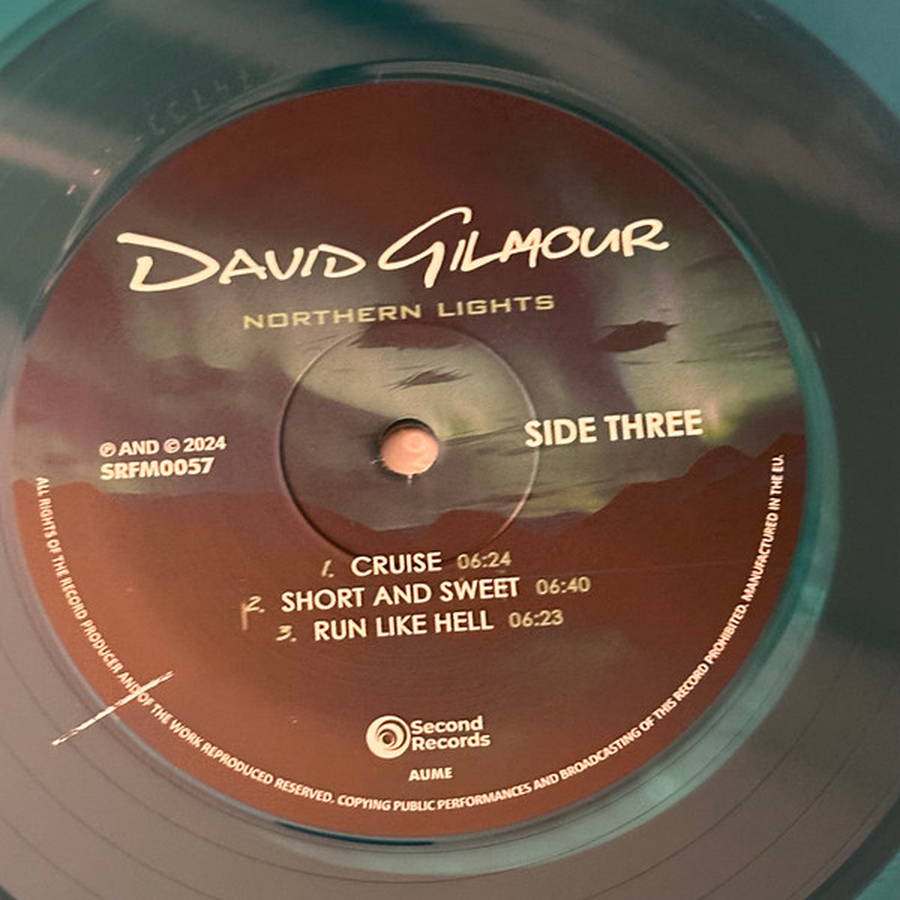 DAVID GILMOUR
NORTHERN LIGHTS
SIDE THREE
℗ AND © 2024
SRFM0057
1. CRUISE 06:24
2. SHORT AND SWEET 06:40
3. RUN LIKE HELL 06:23
Second
Records
AUME
ALL RIGHTS OF THE RECORD PRODUCER AND OF THE WORK REPRODUCED RESERVED. COPYING PUBLIC PERFORMANCES AND BROADCASTING OF THIS RECORD PROHIBITED. MANUFACTURED IN THE EU.